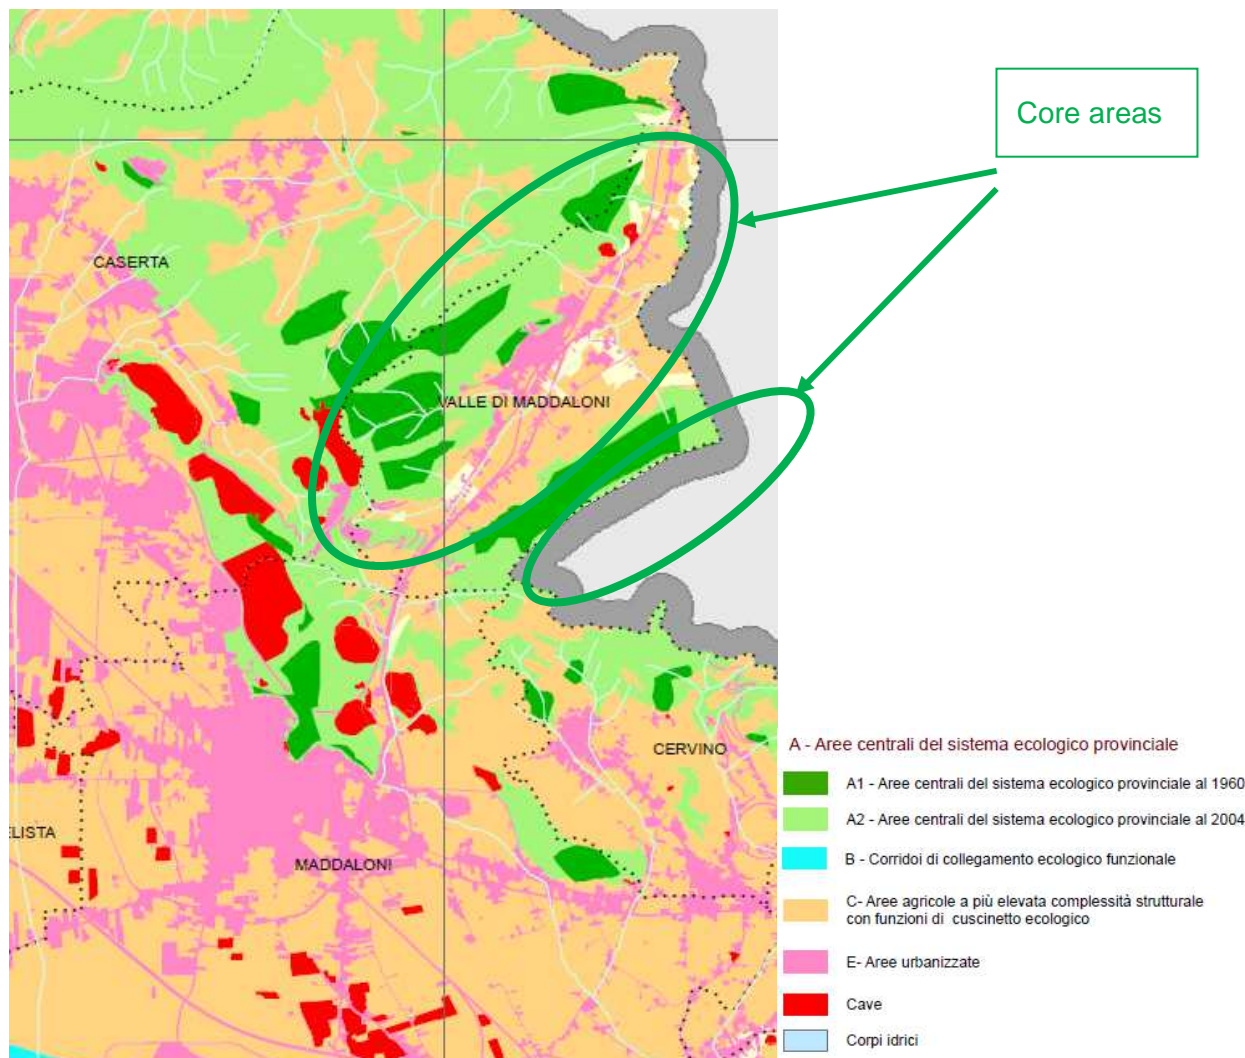 Core areas
CASERTA
VALLE DI MADDALONI
CERVINO
ELISTA
MADDALONI
A - Aree centrali del sistema ecologico provinciale
A1 - Aree centrali del sistema ecologico provinciale al 1960
A2 - Aree centrali del sistema ecologico provinciale al 2004
B - Corridoi di collegamento ecologico funzionale
C- Aree agricole a più elevata complessità strutturale
con funzioni di cuscinetto ecologico
E- Aree urbanizzate
Cave
Corpi idrici